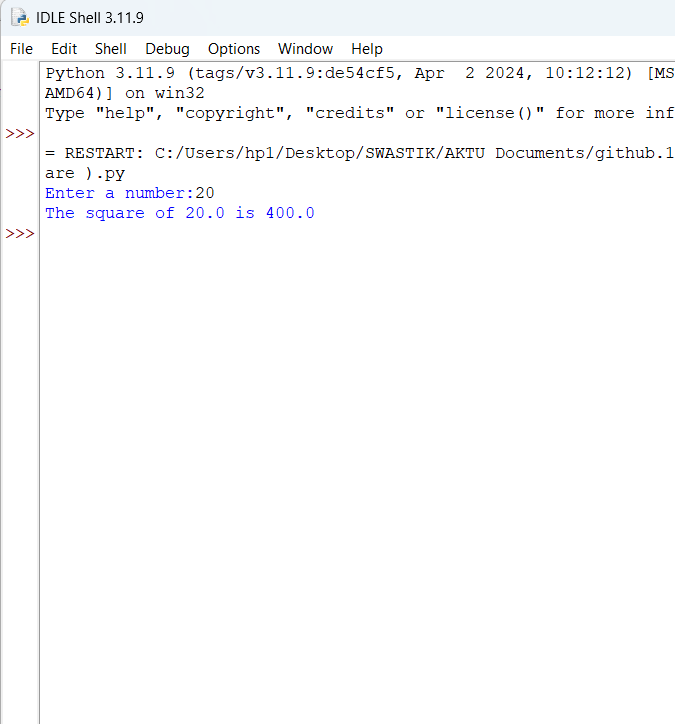 IDLE Shell 3.11.9
File Edit Shell Debug Options Window Help
Python 3.11.9 (tags/v3.11.9:de54cf5, Apr  2 2024, 10:12:12) [MS
AMD64)] on win32
Type "help", "copyright", "credits" or "license()" for more inf
>>>
= RESTART: C:/Users/hp1/Desktop/SWASTIK/AKTU Documents/github.1
are ).py
Enter a number:20
The square of 20.0 is 400.0
>>>